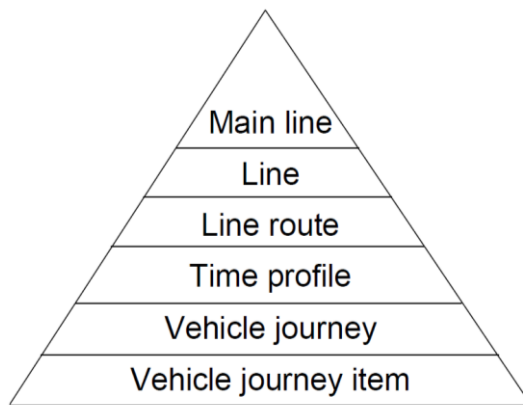 Main line
Line
Line route
Time profile
Vehicle journey
Vehicle journey item